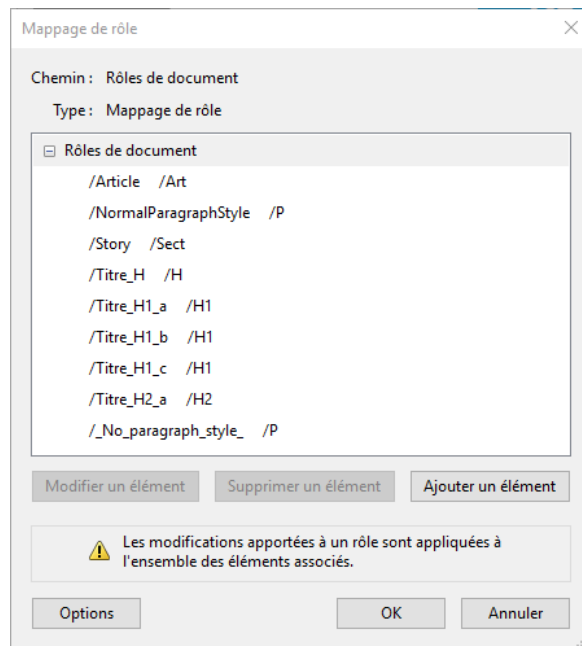 Mappage de rôle
Chemin : Rôles de document
Type : Mappage de rôle
Rôles de document
/Article /Art
/NormalParagraphStyle /P
/Story /Sect
/Titre_H /H
/Titre_H1_a /H1
/Titre_H1_b /H1
/Titre_H1_c /H1
/Titre_H2_a /H2
/_No_paragraph_style_ /P
Modifier un élément Supprimer un élément Ajouter un élément
Les modifications apportées à un rôle sont appliquées à
l'ensemble des éléments associés.
Options OK Annuler